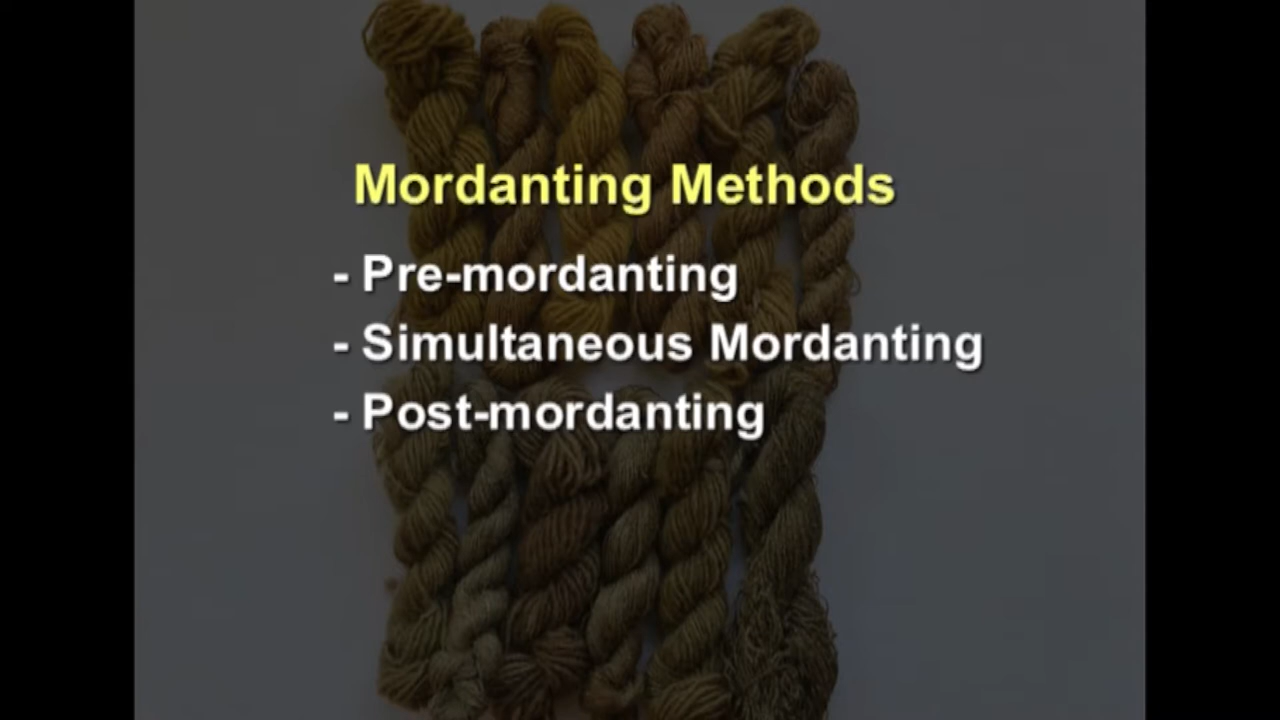 Mordanting Methods
- Pre-mordanting
- Simultaneous Mordanting
- Post-mordanting